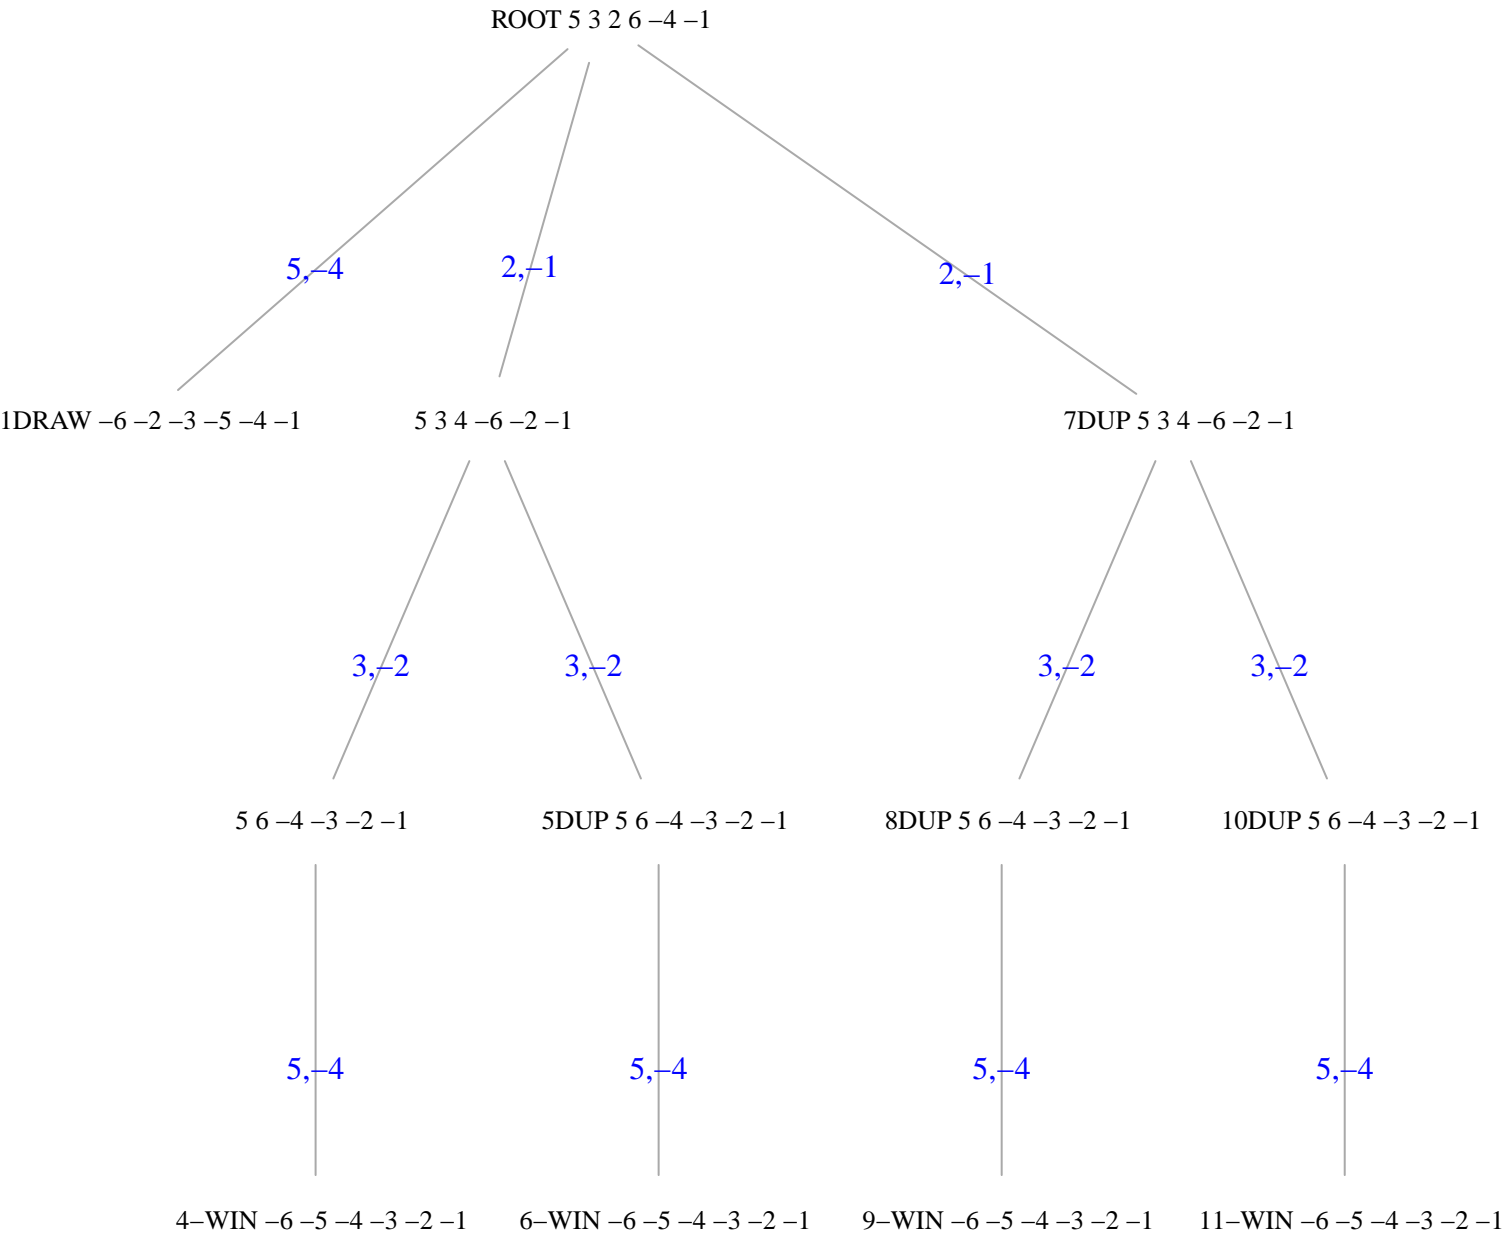 ROOT 5 3 2 6 –4 –1
5,–4
2,–1
2,–1
1DRAW –6 –2 –3 –5 –4 –1
5 3 4 –6 –2 –1
7DUP 5 3 4 –6 –2 –1
3,–2
3,–2
3,–2
3,–2
5 6 –4 –3 –2 –1
5DUP 5 6 –4 –3 –2 –1
8DUP 5 6 –4 –3 –2 –1
10DUP 5 6 –4 –3 –2 –1
5,–4
5,–4
5,–4
5,–4
4–WIN –6 –5 –4 –3 –2 –1
6–WIN –6 –5 –4 –3 –2 –1
9–WIN –6 –5 –4 –3 –2 –1
11–WIN –6 –5 –4 –3 –2 –1